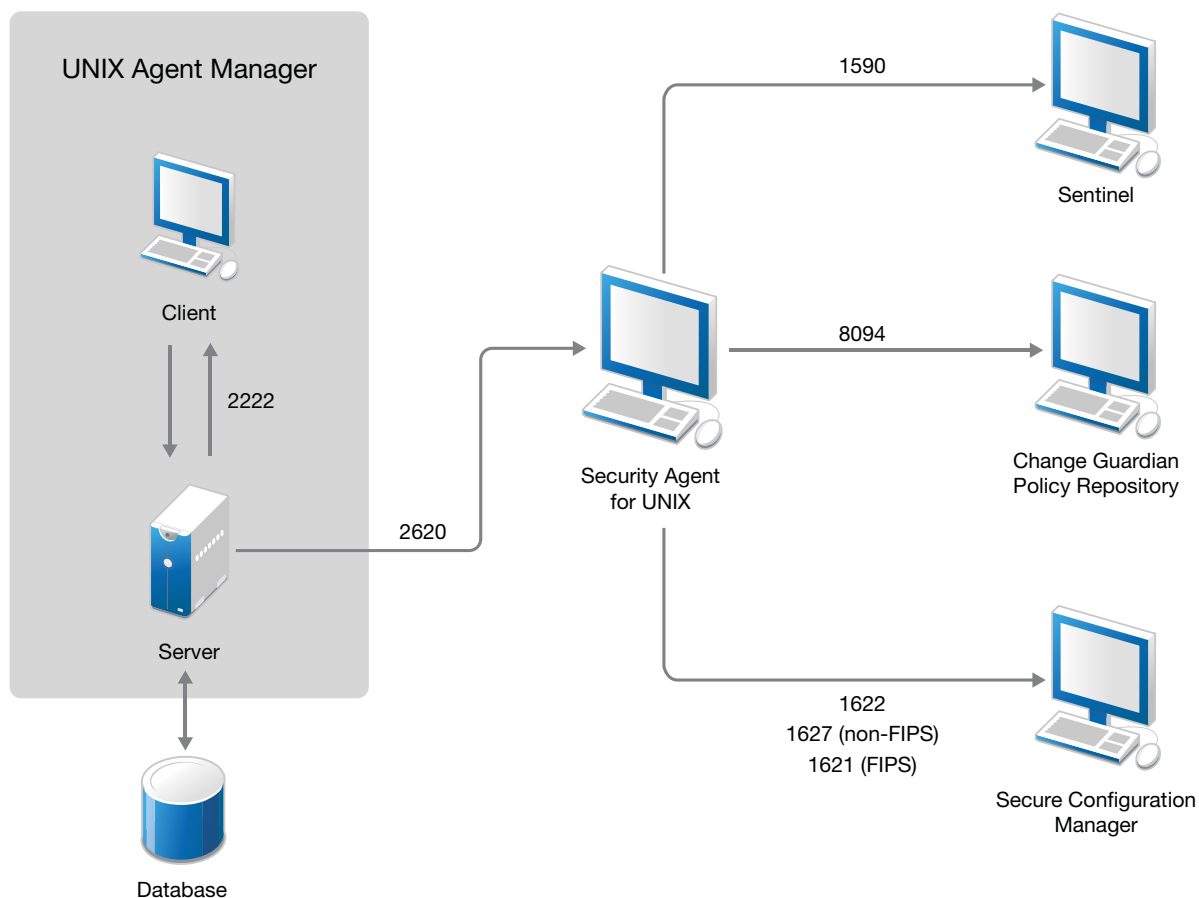 UNIX Agent Manager
Client
2222
Server
Database
2620
Security Agent
for UNIX
1590
Sentinel
8094
Change Guardian
Policy Repository
1622
1627 (non-FIPS)
1621 (FIPS)
Secure Configuration
Manager